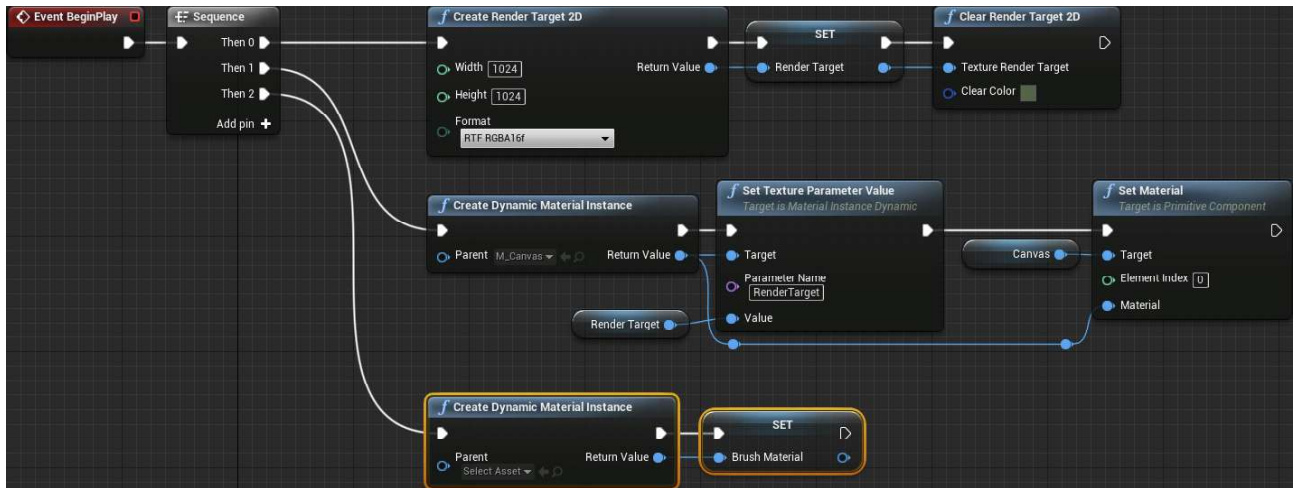 Event BeginPlay
Sequence
Then 0
Then 1
Then 2
Add pin +
f Create Render Target 2D
Width 1024
Return Value
Height 1024
Format
RTF RGBA16f
SET
Render Target
f Clear Render Target 2D
Texture Render Target
Clear Color
f Create Dynamic Material Instance
Parent M_Canvas
Return Value
f Set Texture Parameter Value
Target is Material Instance Dynamic
Target
Parameter Name
RenderTarget
Value
Render Target
Canvas
f Set Material
Target is Primitive Component
Target
Element Index 0
Material
f Create Dynamic Material Instance
Parent
Select Asset
Return Value
SET
Brush Material